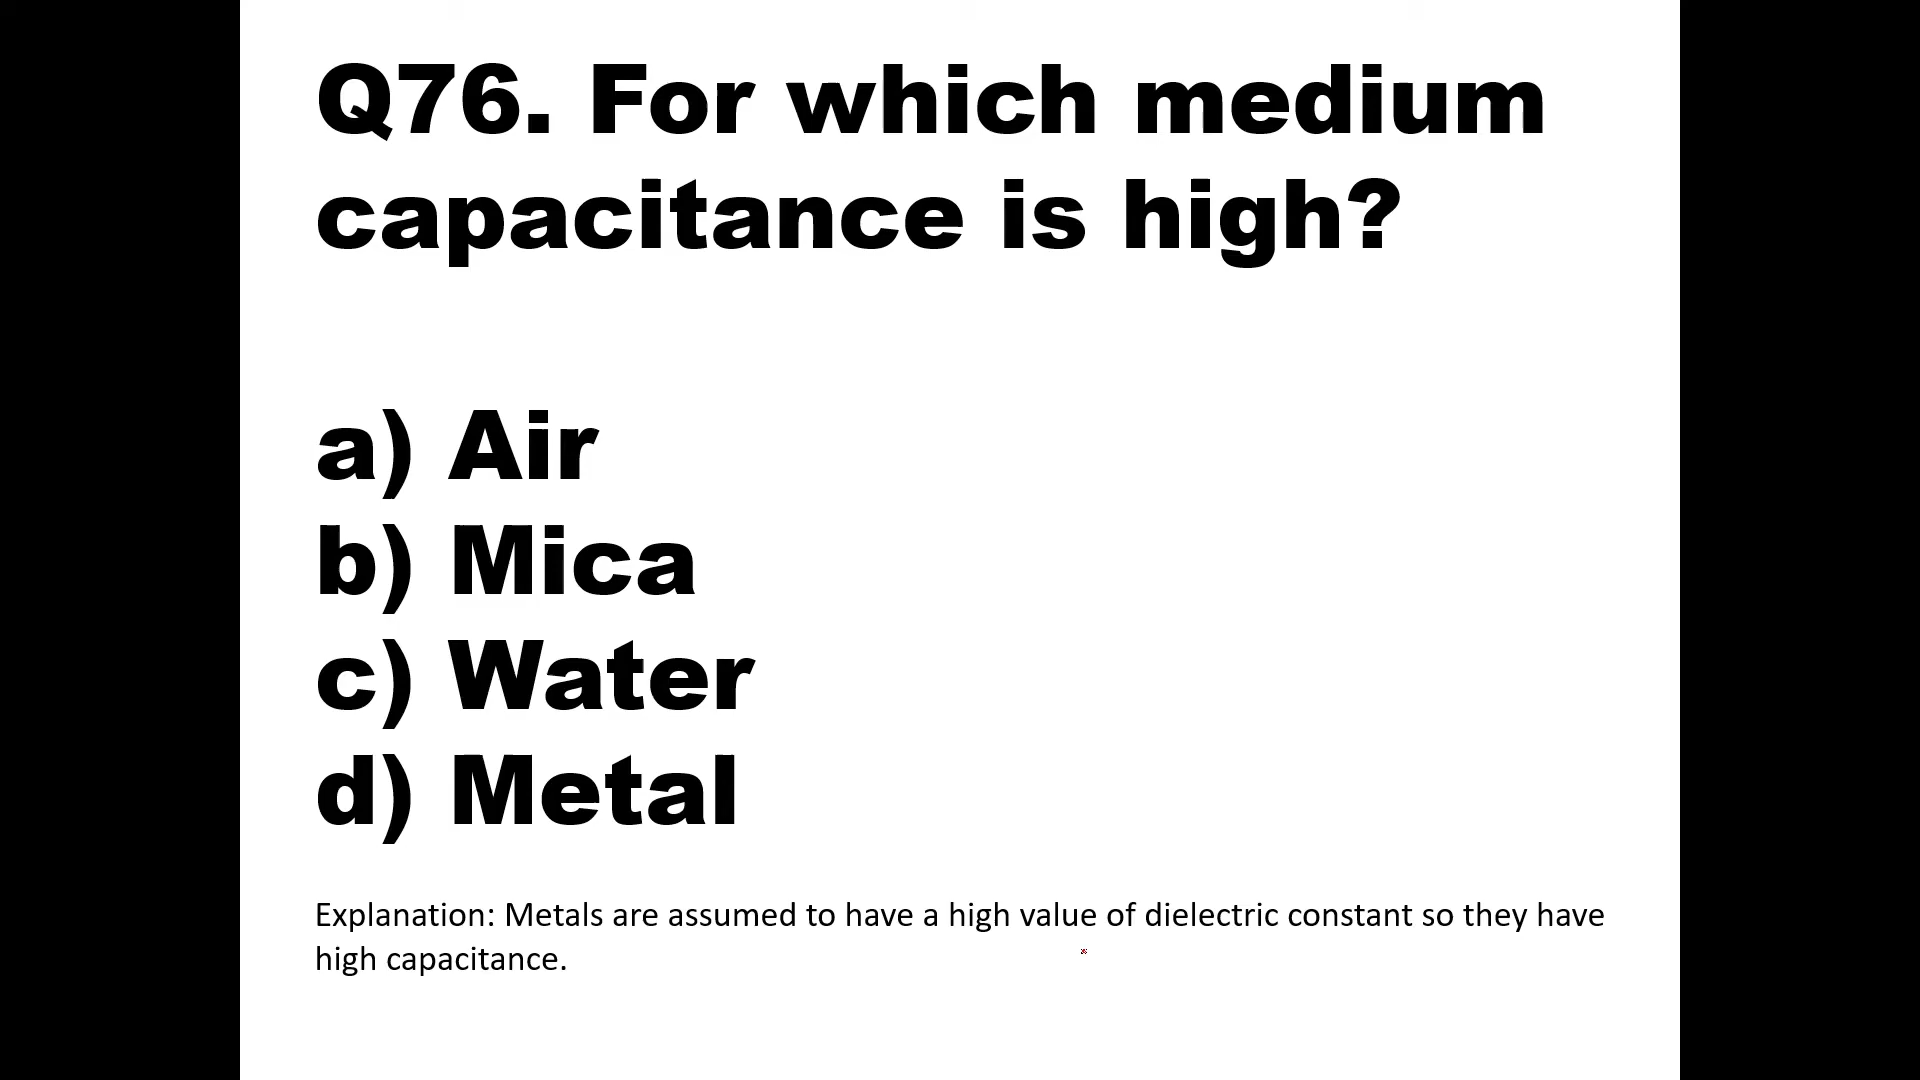 Q76. For which medium
capacitance is high?
a) Air
b) Mica
c) Water
d) Metal
Explanation: Metals are assumed to have a high value of dielectric constant so they have
high capacitance.